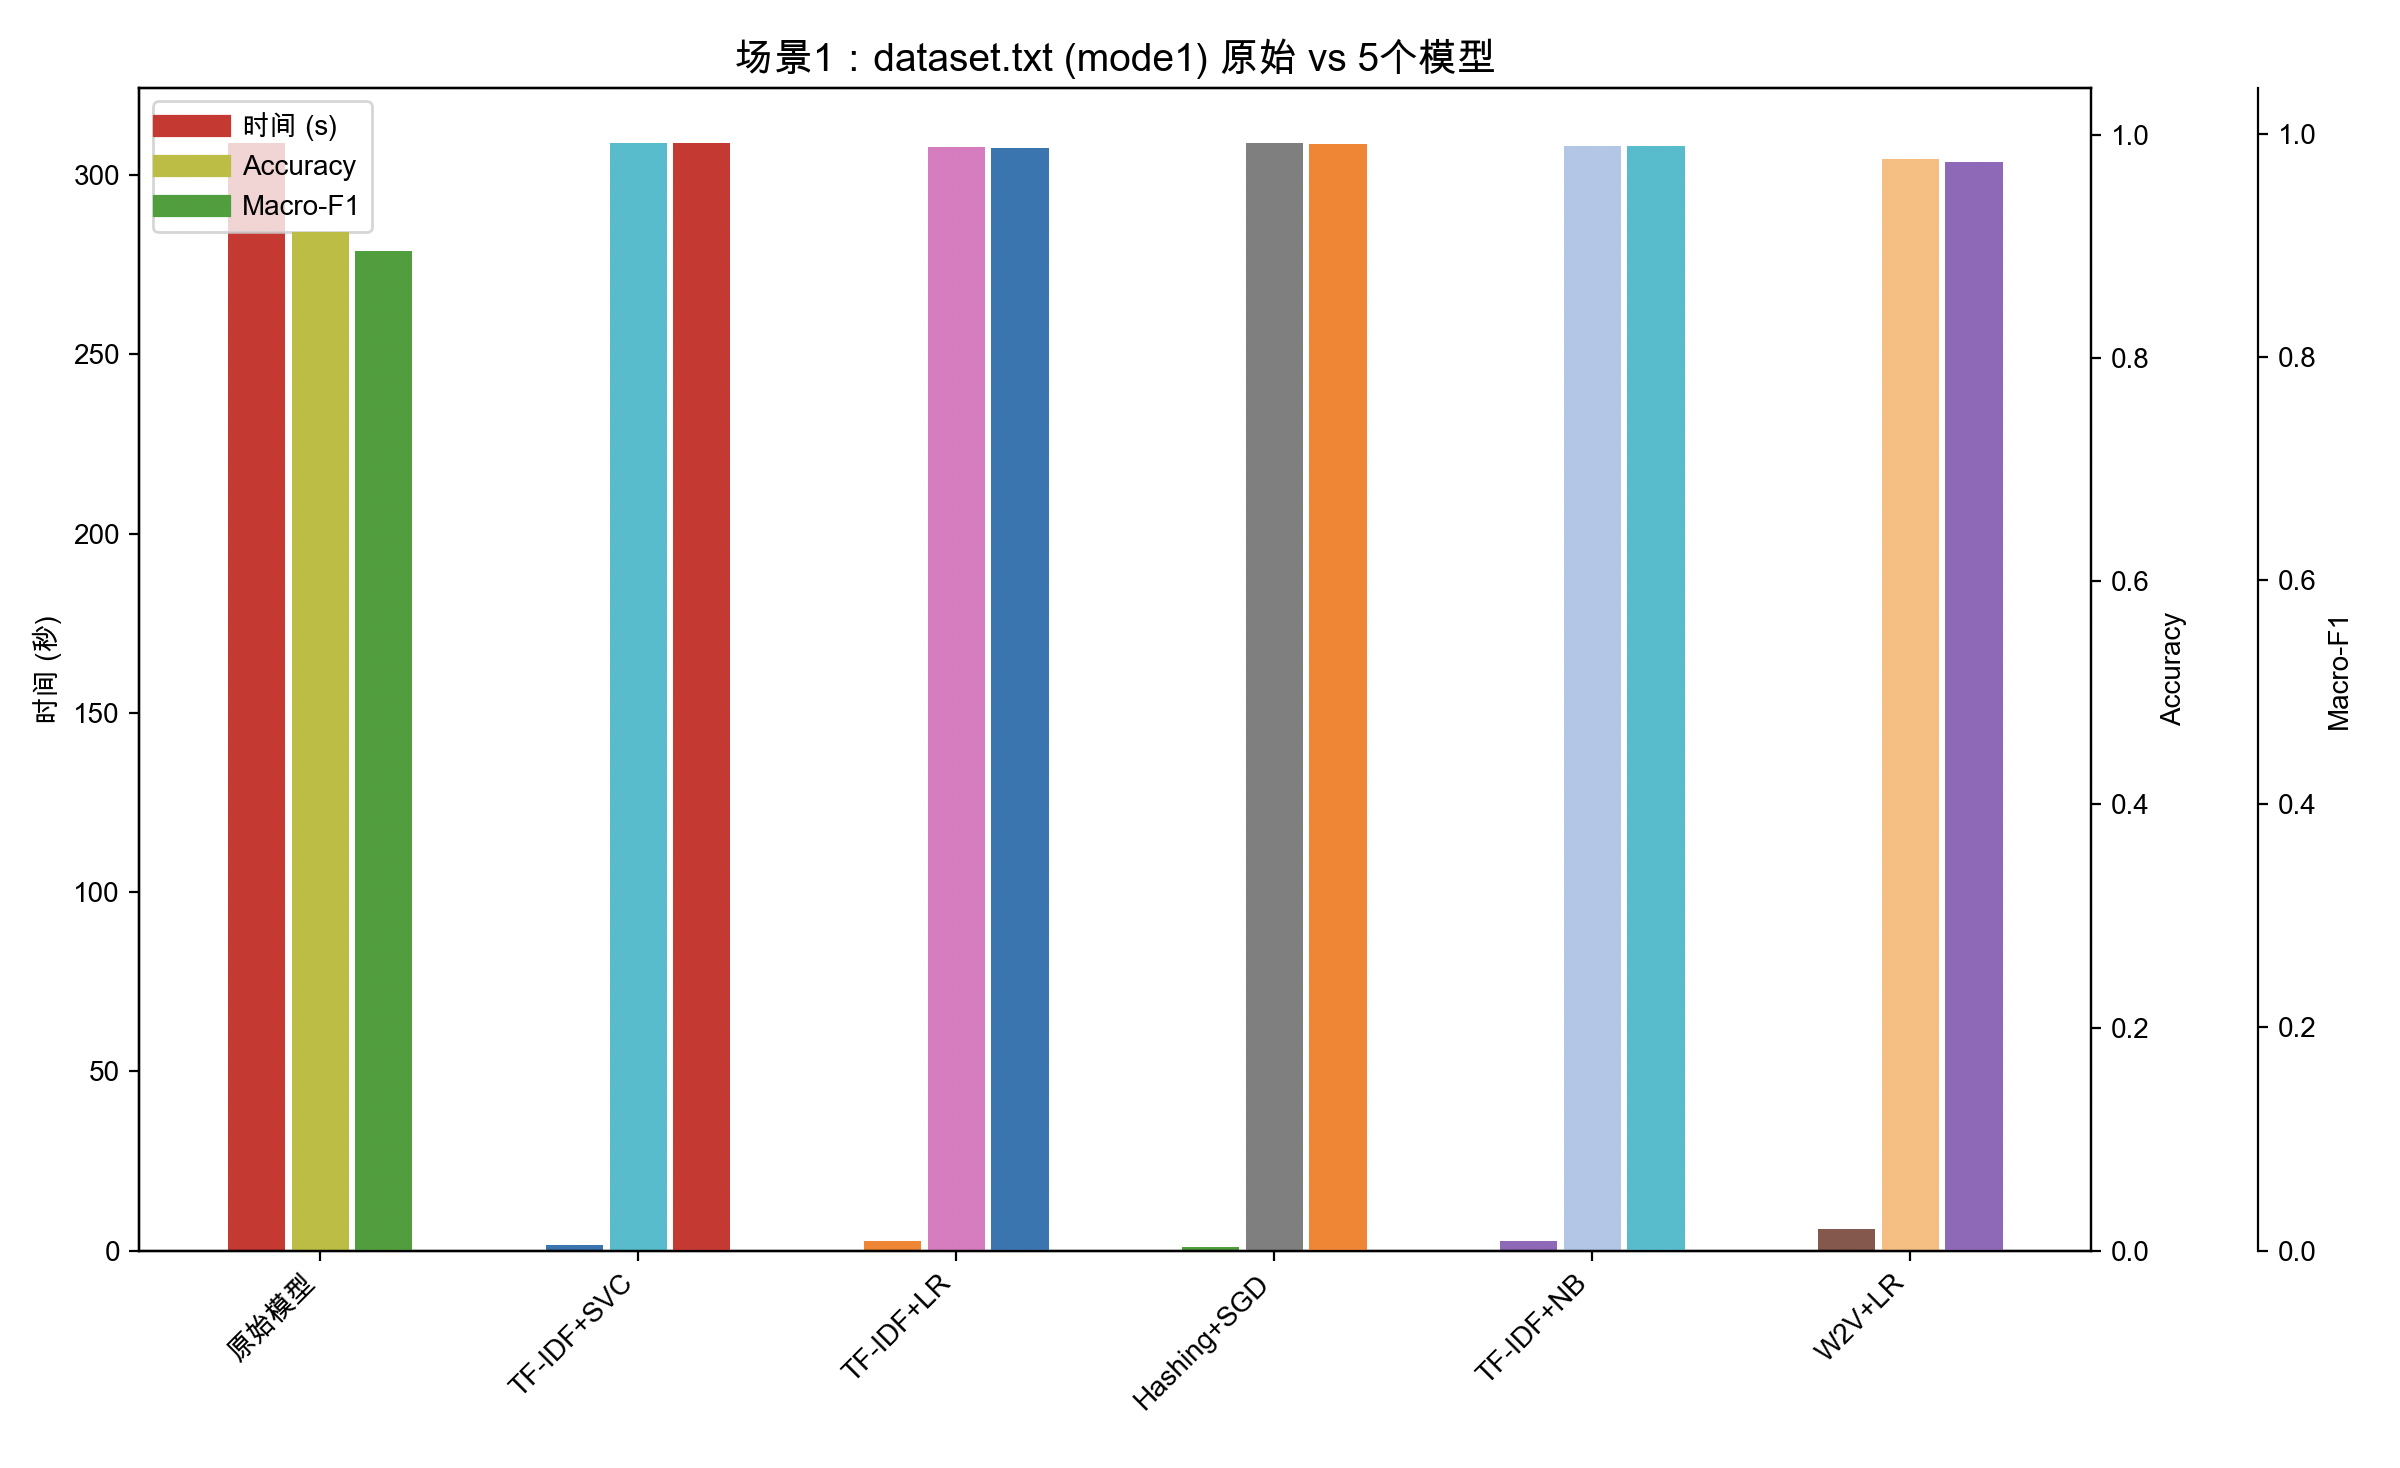 场景1：dataset.txt (mode1) 原始 vs 5个模型
时间 (s)
Accuracy
Macro-F1
时间 (秒)
300
250
200
150
100
50
0
1.0
0.8
0.6
0.4
0.2
0.0
Accuracy
1.0
0.8
0.6
0.4
0.2
0.0
Macro-F1
原始模型
TF-IDF+SVC
TF-IDF+LR
Hashing+SGD
TF-IDF+NB
W2V+LR